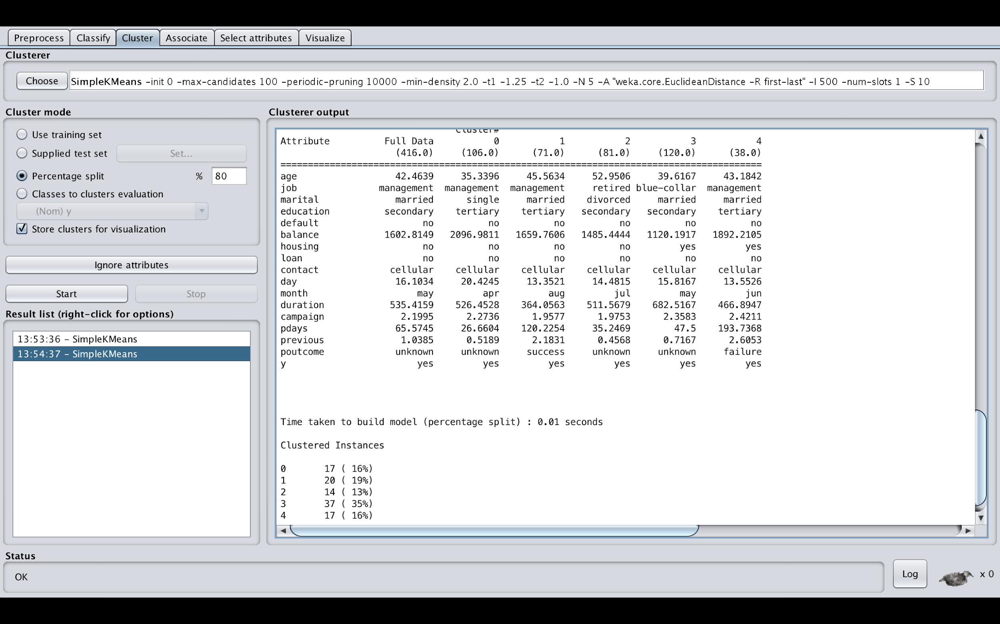 Preprocess Classify Cluster Associate Select attributes Visualize
Clusterer
Choose SimpleKMeans -init 0 -max-candidates 100 -periodic-pruning 10000 -min-density 2.0 -t1 -1.25 -t2 -1.0 -N 5 -A "weka.core.EuclideanDistance -R first-last" -I 500 -num-slots 1 -S 10
Cluster mode
Use training set
Supplied test set Set...
Percentage split % 80
Classes to clusters evaluation
(Nom) y
Store clusters for visualization
Ignore attributes
Start Stop
Result list (right-click for options)
13:53:36 - SimpleKMeans
13:54:37 - SimpleKMeans
Clusterer output
Cluster#
Attribute Full Data 0 1 2 3 4
(416.0) (106.0) (71.0) (81.0) (120.0) (38.0)
========================================================================================
age 42.4639 35.3396 45.5634 52.9506 39.6167 43.1842
job management management management retired blue-collar management
marital married single married divorced married married
education secondary tertiary tertiary secondary secondary tertiary
default no no no no no no
balance 1602.8149 2096.9811 1659.7606 1485.4444 1120.1917 1892.2105
housing no no no no yes yes
loan no no no no no no
contact cellular cellular cellular cellular cellular cellular
day 16.1034 20.4245 13.3521 14.4815 15.8167 13.5526
month may apr aug jul may jun
duration 535.4159 526.4528 364.0563 511.5679 682.5167 466.8947
campaign 2.1995 2.2736 1.9577 1.9753 2.3583 2.4211
pdays 65.5745 26.6604 120.2254 35.2469 47.5 193.7368
previous 1.0385 0.5189 2.1831 0.4568 0.7167 2.6053
poutcome unknown unknown success unknown unknown failure
y yes yes yes yes yes yes
Time taken to build model (percentage split) : 0.01 seconds
Clustered Instances
0 17 ( 16%)
1 20 ( 19%)
2 14 ( 13%)
3 37 ( 35%)
4 17 ( 16%)
Status
OK
Log x 0